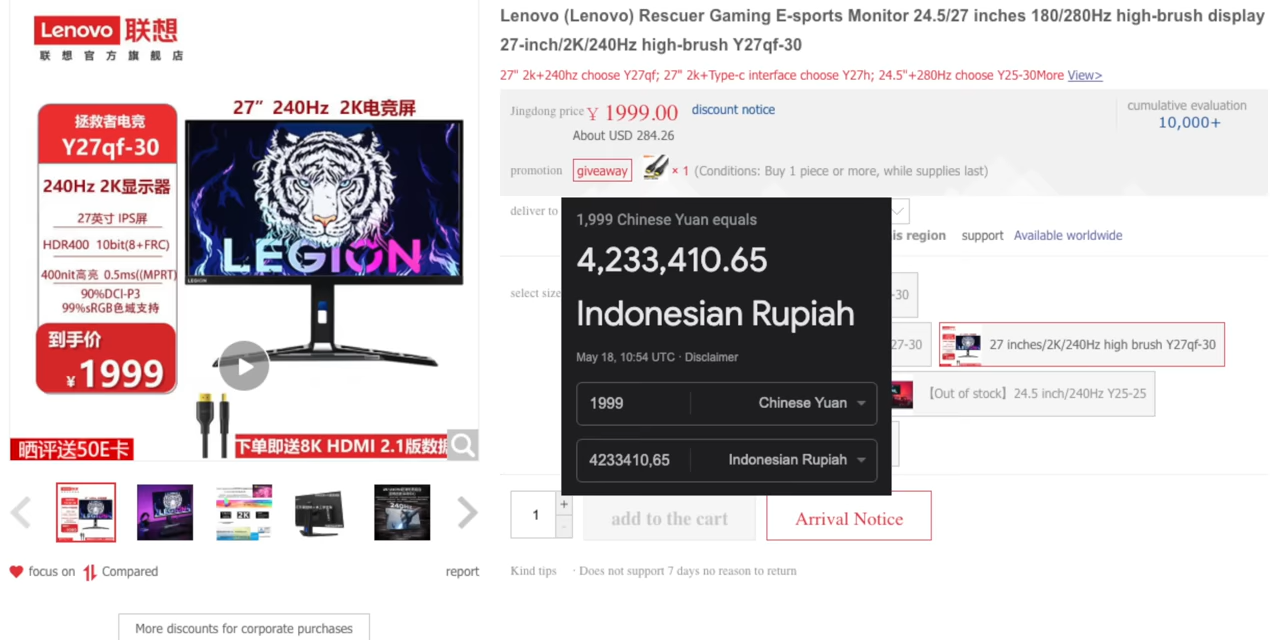 Lenovo 联想
联想官方旗舰店
27” 240Hz 2K电竞屏
拯救者电竞
Y27qf-30
240Hz 2K显示器
27英寸 IPS屏
HDR400 10bit(8+FRC)
400nit高亮 0.5ms((MPRT)
90%DCI-P3
99%sRGB色域支持
到手价
¥1999
LEGION
LEGION
晒评送50E卡
下单即送8K HDMI 2.1版数据
focus on
Compared
report
More discounts for corporate purchases
Lenovo (Lenovo) Rescuer Gaming E-sports Monitor 24.5/27 inches 180/280Hz high-brush display
27-inch/2K/240Hz high-brush Y27qf-30
27" 2k+240hz choose Y27qf; 27" 2k+Type-c interface choose Y27h; 24.5"+280Hz choose Y25-30More View>
Jingdong price ¥ 1999.00 discount notice
About USD 284.26
cumulative evaluation
10,000+
promotion giveaway × 1 (Conditions: Buy 1 piece or more, while supplies last)
deliver to
is region support Available worldwide
select size
-30
27-30
27 inches/2K/240Hz high brush Y27qf-30
【Out of stock】24.5 inch/240Hz Y25-25
1,999 Chinese Yuan equals
4,233,410.65
Indonesian Rupiah
May 18, 10:54 UTC · Disclaimer
1999 Chinese Yuan
4233410,65 Indonesian Rupiah
1 + -
add to the cart
Arrival Notice
Kind tips · Does not support 7 days no reason to return